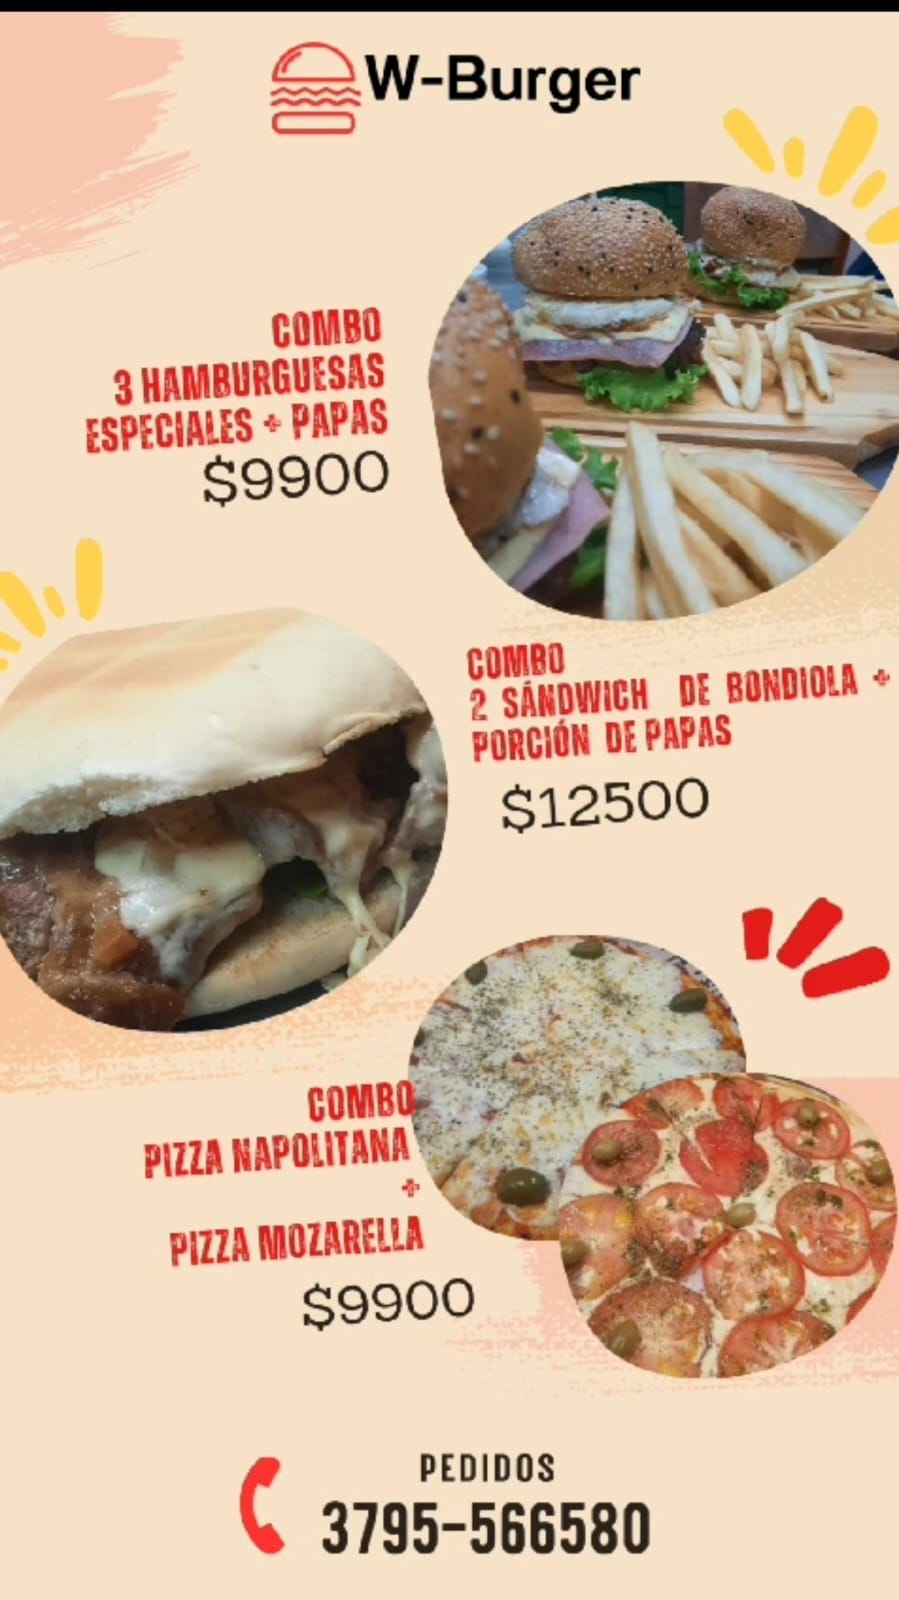 W-Burger
COMBO
3 HAMBURGUESAS
ESPECIALES + PAPAS
$9900
COMBO
2 SÁNDWICH DE BONDIOLA +
PORCIÓN DE PAPAS
$12500
COMBO
PIZZA NAPOLITANA
+
PIZZA MOZARELLA
$9900
PEDIDOS
3795-566580